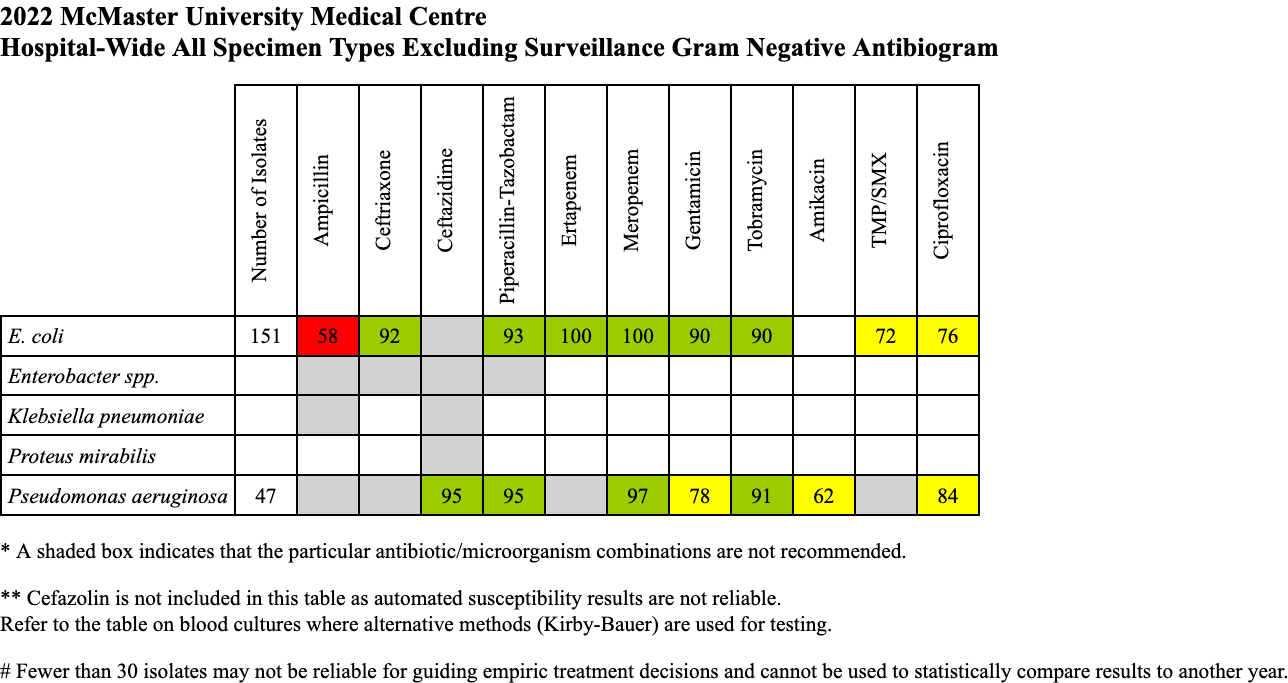 2022 McMaster University Medical Centre
Hospital-Wide All Specimen Types Excluding Surveillance Gram Negative Antibiogram
Number of Isolates
Ampicillin
Ceftriaxone
Ceftazidime
Piperacillin-Tazobactam
Ertapenem
Meropenem
Gentamicin
Tobramycin
Amikacin
TMP/SMX
Ciprofloxacin
E. coli 151 58 92 93 100 100 90 90 72 76
Enterobacter spp.
Klebsiella pneumoniae
Proteus mirabilis
Pseudomonas aeruginosa 47 95 95 97 78 91 62 84
* A shaded box indicates that the particular antibiotic/microorganism combinations are not recommended.
** Cefazolin is not included in this table as automated susceptibility results are not reliable.
Refer to the table on blood cultures where alternative methods (Kirby-Bauer) are used for testing.
# Fewer than 30 isolates may not be reliable for guiding empiric treatment decisions and cannot be used to statistically compare results to another year.